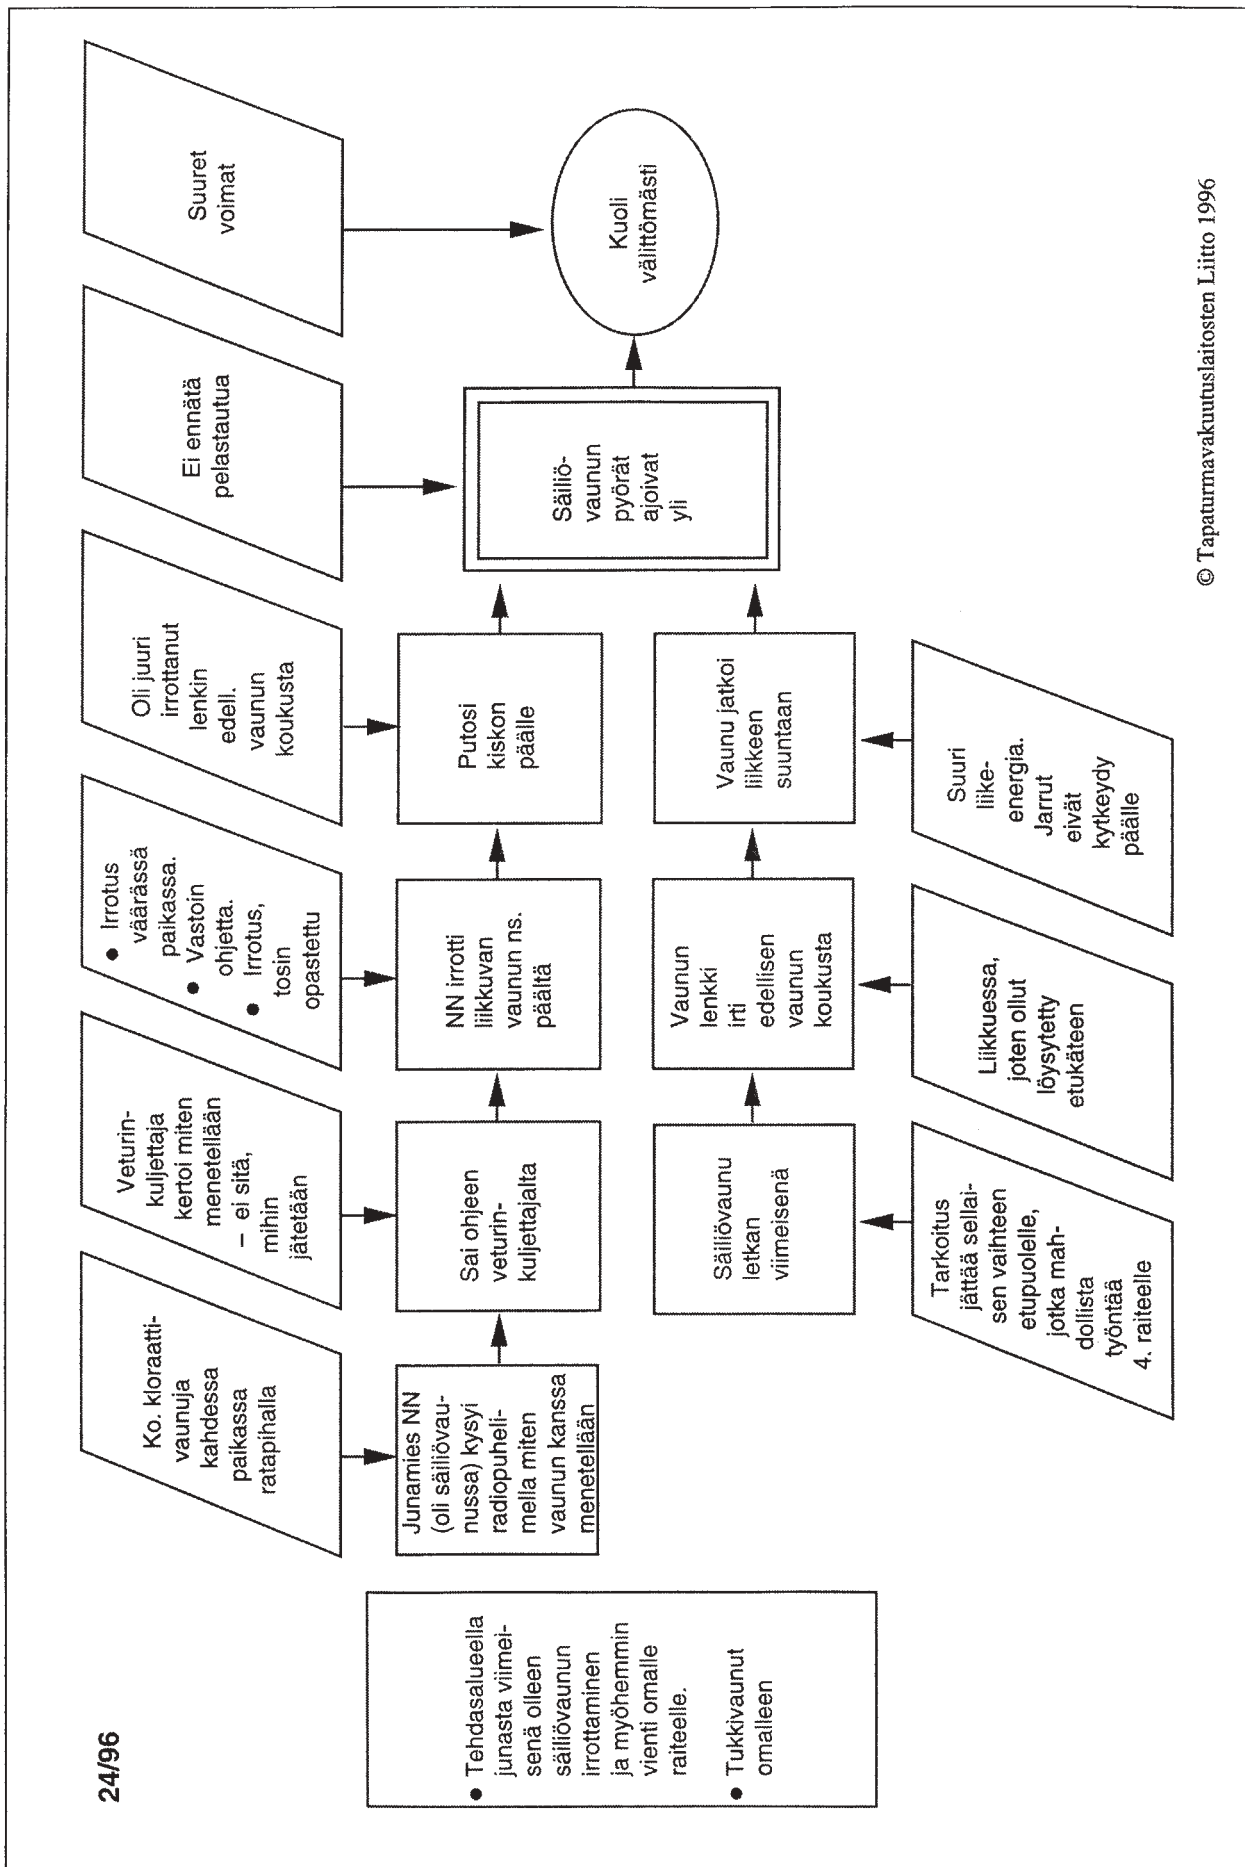 24/96
● Tehdasalueella
junasta viimei-
senä olleen
säiliövaunun
irrottaminen
ja myöhemmin
vienti omalle
raiteelle.
● Tukkivaunut
omalleen
Ko. kloraatti-
vaunuja
kahdessa
paikassa
ratapihalla
Veturin-
kuljettaja
kertoi miten
menetellään
– ei sitä,
mihin
jätetään
● Irrotus
väärässä
paikassa.
● Vastoin
ohjetta.
● Irrotus,
tosin
opastettu
Oli juuri
irrottanut
lenkin
edell.
vaunun
koukusta
Ei ennätä
pelastautua
Suuret
voimat
Junamies NN
(oli säiliövau-
nussa) kysyi
radiopuheli-
mella miten
vaunun kanssa
menetellään
Sai ohjeen
veturin-
kuljettajalta
NN irrotti
liikkuvan
vaunun ns.
päältä
Putosi
kiskon
päälle
Säiliö-
vaunun
pyörät
ajoivat
yli
Kuoli
välittömästi
Säiliövaunu
letkan
viimeisenä
Vaunun
lenkki
irti
edellisen
vaunun
koukusta
Vaunu jatkoi
liikkeen
suuntaan
Tarkoitus
jättää sellai-
sen vaihteen
etupuolelle,
jotka mah-
dollista
työntää
4. raiteelle
Liikkuessa,
joten ollut
löysytetty
etukäteen
Suuri
liike-
energia.
Jarrut
eivät
kytkeydy
päälle
© Tapaturmavakuutuslaitosten Liitto 1996